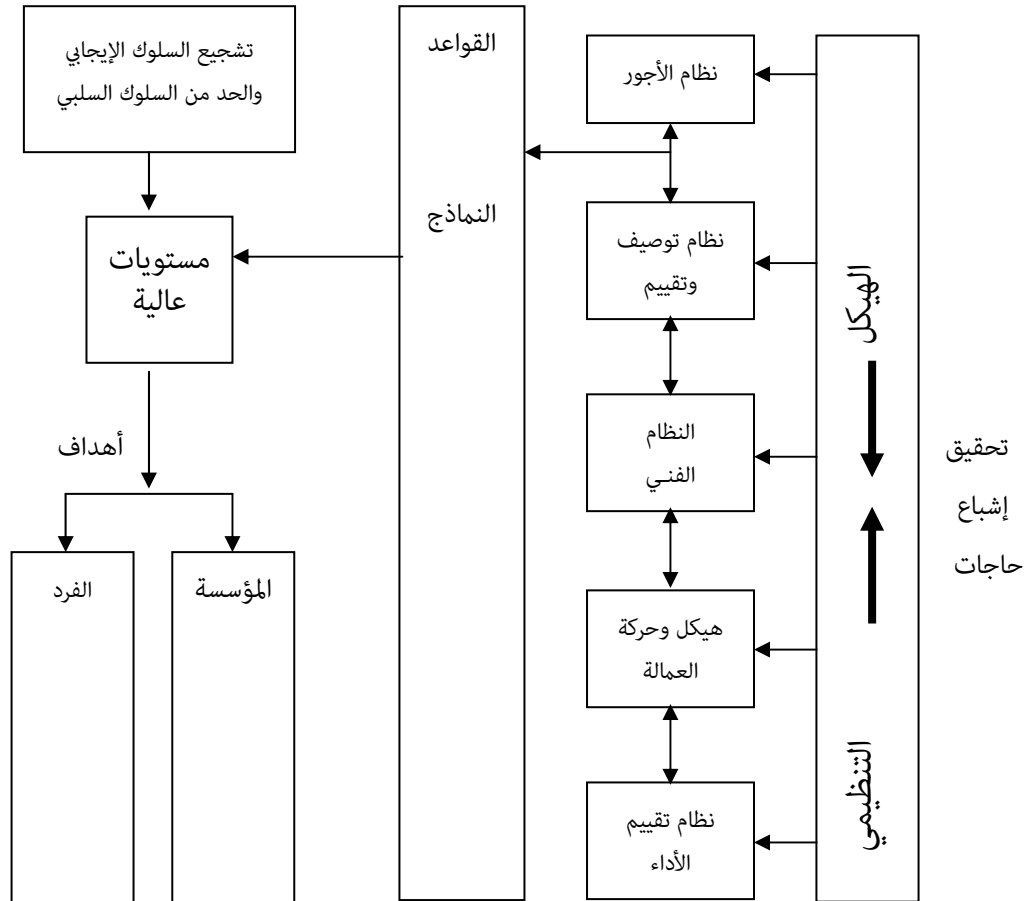 تحقيق
إشباع
حاجات
الهيكل
التنظيمي
نظام الأجور
نظام توصيف
وتقييم
النظام
الفني
هيكل وحركة
العمالة
نظام تقييم
الأداء
القواعد
النماذج
تشجيع السلوك الإيجابي
والحد من السلوك السلبي
مستويات
عالية
أهداف
المؤسسة
الفرد